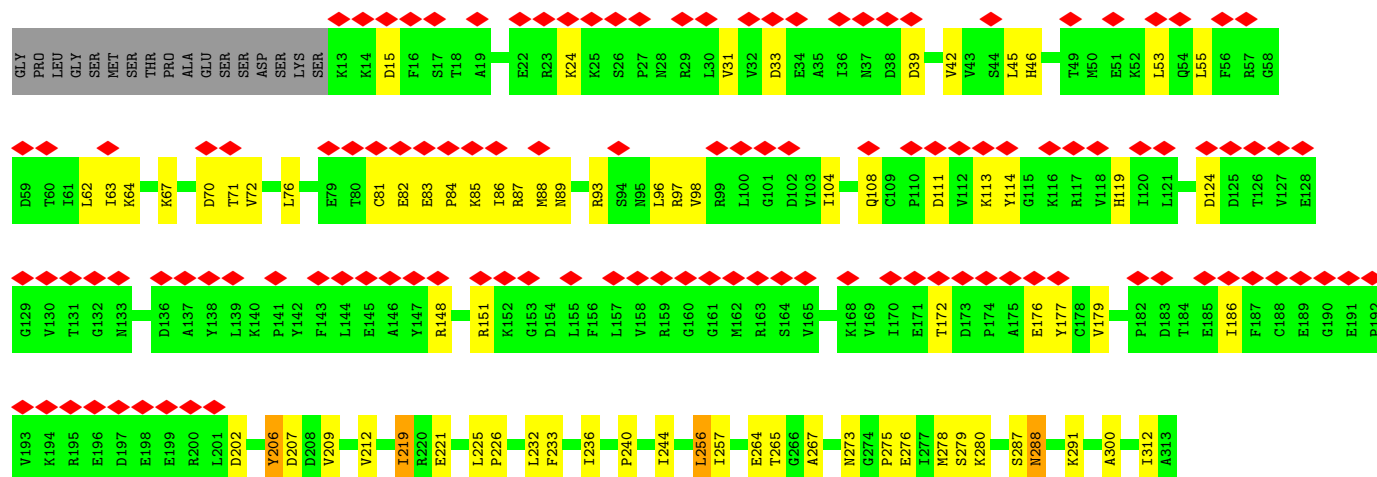 GLY PRO LEU GLY SER MET SER THR PRO ALA GLU SER SER ASP SER LYS SER K13 K14 D15 F16 S17 T18 A19 E22 R23 K24 K25 S26 P27 N28 R29 L30 V31 V32 D33 E34 A35 I36 N37 D38 D39 V42 V43 S44 L45 H46 T49 M50 E51 K52 L53 Q54 L55 F56 R57 G58
D59 T60 I61 L62 I63 K64 K67 D70 T71 V72 L76 E79 T80 C81 E82 E83 P84 K85 I86 R87 M88 N89 R93 S94 N95 L96 R97 V98 R99 L100 G101 D102 V103 I104 Q108 C109 P110 D111 V112 K113 Y114 G115 K116 R117 V118 H119 I120 L121 D124 D125 T126 V127 E128
G129 V130 T131 G132 N133 D136 A137 Y138 L139 K140 P141 Y142 F143 L144 E145 A146 Y147 R148 R151 K152 G153 D154 L155 F156 L157 V158 R159 G160 G161 M162 R163 S164 V165 K168 V169 I170 E171 T172 D173 P174 A175 E176 Y177 C178 V179 P182 D183 T184 E185 I186 F187 C188 E189 G190 E191 P192
V193 K194 R195 E196 D197 E198 E199 R200 L201 D202 Y206 D207 D208 V209 V212 I219 R220 E221 L225 P226 L232 F233 I236 P240 I244 L256 I257 E264 T265 G266 A267 N273 G274 P275 E276 I277 M278 S279 K280 S287 N288 K291 A300 I312 A313